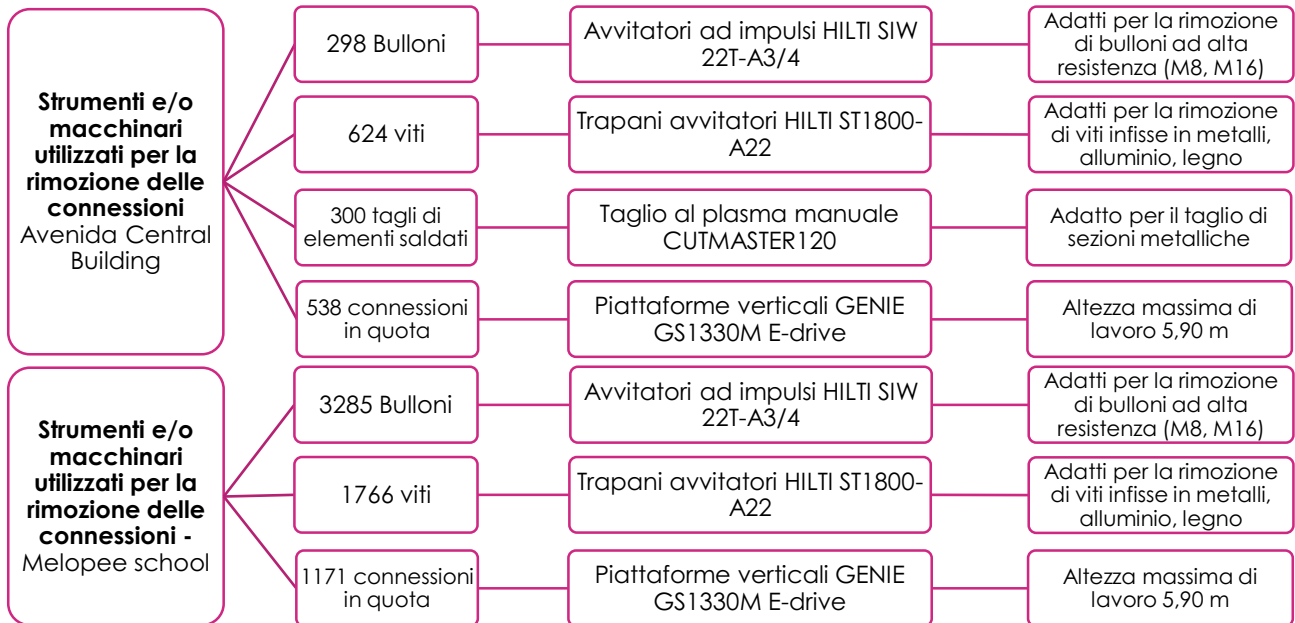 Strumenti e/o
macchinari
utilizzati per la
rimozione delle
connessioni
Avenida Central
Building
298 Bulloni
Avvitatori ad impulsi HILTI SIW
22T-A3/4
Adatti per la rimozione
di bulloni ad alta
resistenza (M8, M16)
624 viti
Trapani avvitatori HILTI ST1800-
A22
Adatti per la rimozione
di viti infisse in metalli,
alluminio, legno
300 tagli di
elementi saldati
Taglio al plasma manuale
CUTMASTER120
Adatto per il taglio di
sezioni metalliche
538 connessioni
in quota
Piattaforme verticali GENIE
GS1330M E-drive
Altezza massima di
lavoro 5,90 m
Strumenti e/o
macchinari
utilizzati per la
rimozione delle
connessioni -
Melopee school
3285 Bulloni
Avvitatori ad impulsi HILTI SIW
22T-A3/4
Adatti per la rimozione
di bulloni ad alta
resistenza (M8, M16)
1766 viti
Trapani avvitatori HILTI ST1800-
A22
Adatti per la rimozione
di viti infisse in metalli,
alluminio, legno
1171 connessioni
in quota
Piattaforme verticali GENIE
GS1330M E-drive
Altezza massima di
lavoro 5,90 m